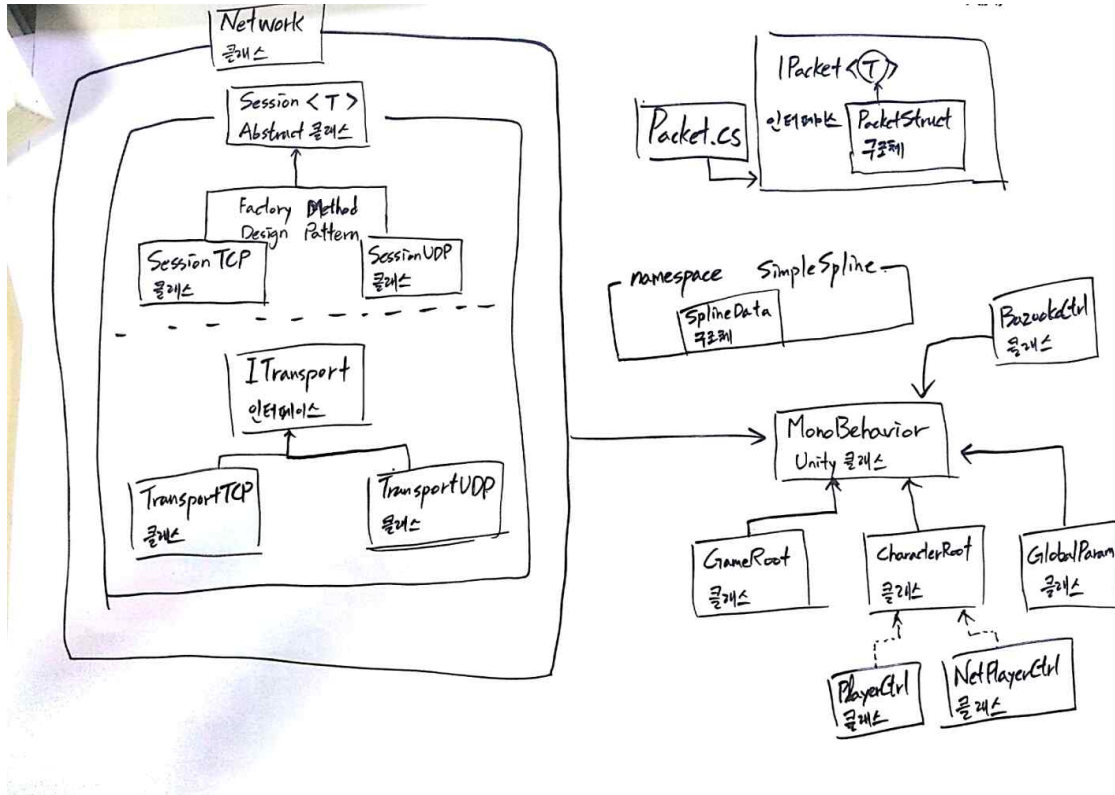 Network
클래스
Session <T>
Abstract 클래스
Factory Method
Design Pattern
Session TCP
클래스
Session UDP
클래스
ITransport
인터페이스
TransportTCP
클래스
TransportUDP
클래스
Packet.cs
IPacket <T>
인터페이스
PacketStruct
구조체
namespace SimpleSpline
SplineData
구조체
BazookaCtrl
클래스
MonoBehavior
Unity 클래스
GameRoot
클래스
CharacterRoot
클래스
GlobalParam
클래스
PlayerCtrl
클래스
NetPlayerCtrl
클래스